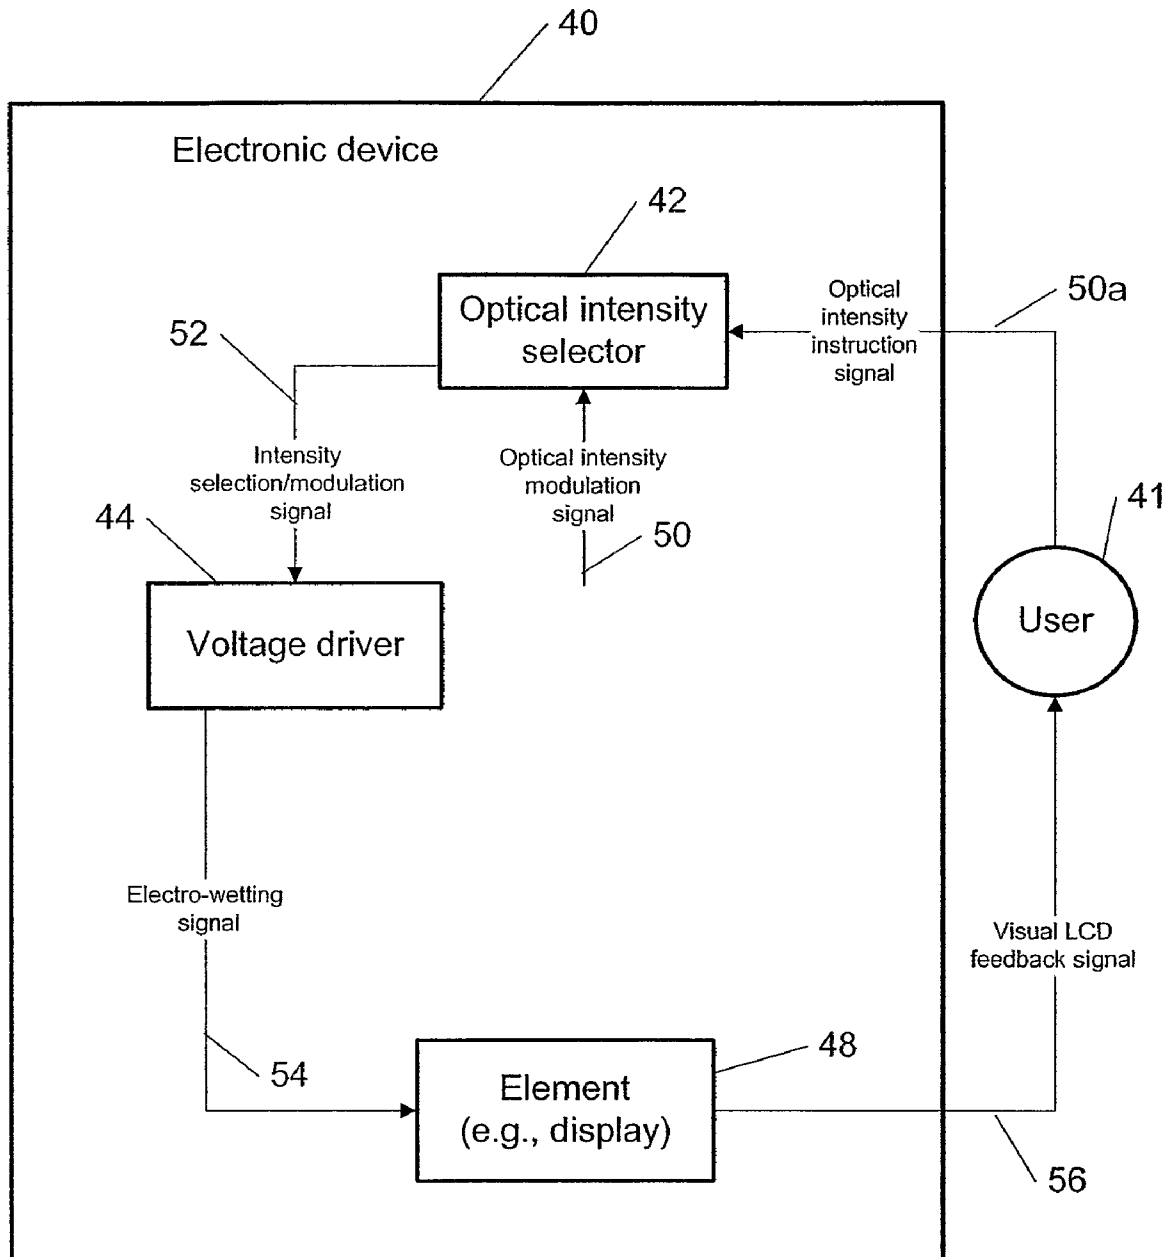 40
Electronic device
42
Optical intensity
selector
Optical
intensity
instruction
signal
50a
52
Intensity
selection/modulation
signal
Optical intensity
modulation
signal
50
44
Voltage driver
41
User
Electro-wetting
signal
Visual LCD
feedback signal
54
48
Element
(e.g., display)
56